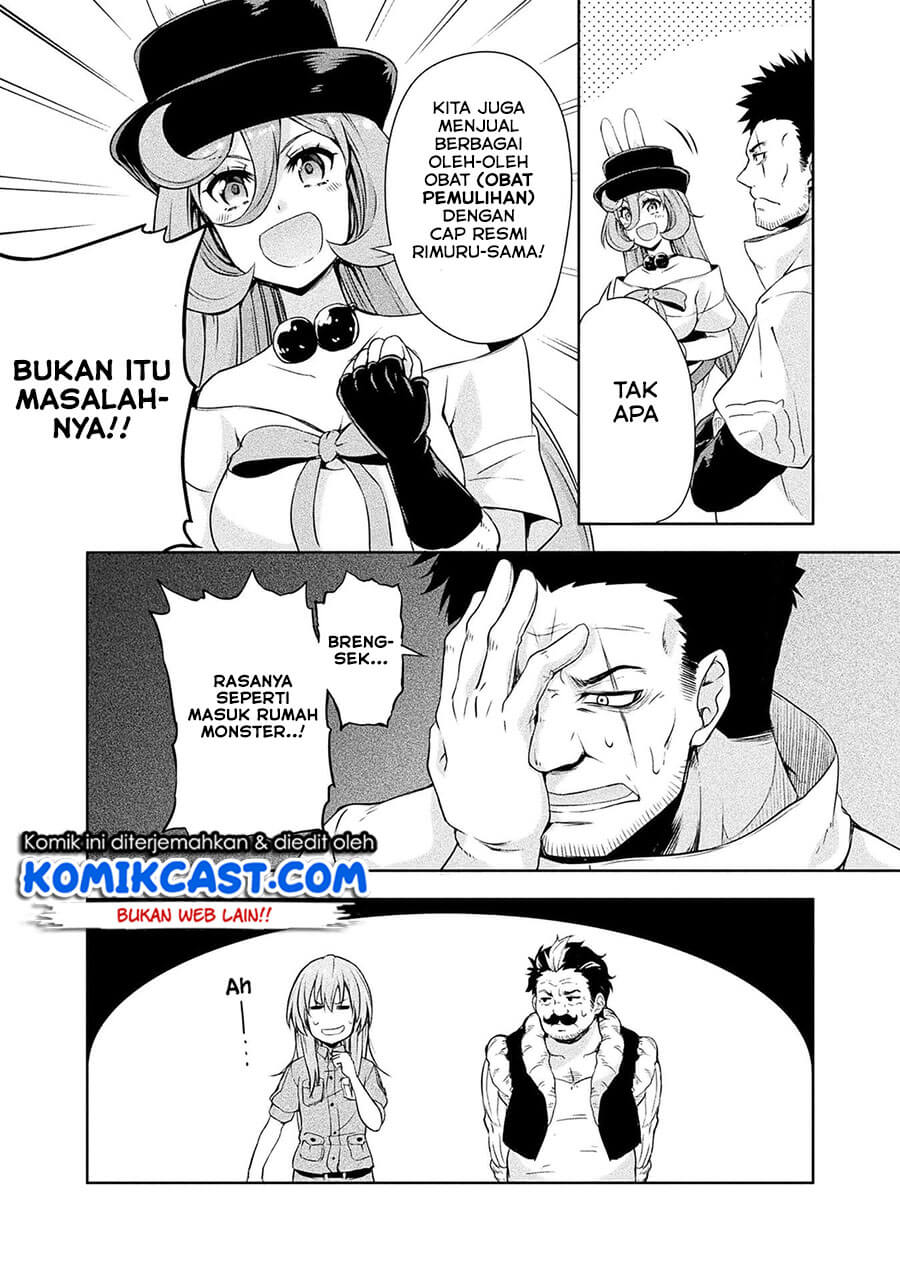 TAK
APA
KITA JUGA
MENJUAL
BERBAGAI
OLEH-OLEH
OBAT (OBAT
PEMULIHAN)
DENGAN
CAP RESMI
RIMURU-SAMA!
BUKAN ITU
MASALAH-
NYA!!
BRENG-
SEK...
RASANYA
SEPERTI
MASUK RUMAH
MONSTER..!
Komik ini diterjemahkan & diedit oleh
KOMIKCAST.COM
BUKAN WEB LAIN!!
Ah